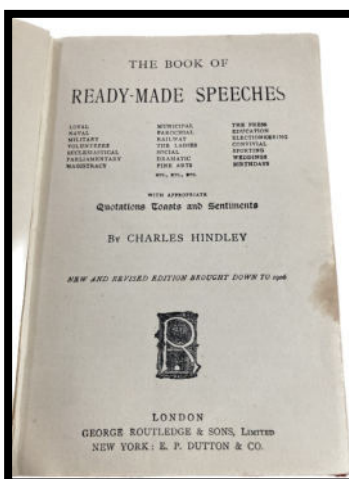 THE BOOK OF
READY-MADE SPEECHES
LOYAL
NAVAL
MILITARY
VOLUNTEER
ECCLESIASTICAL
PARLIAMENTARY
MAGISTRACY
MUNICIPAL
PAROCHIAL
RAILWAY
THE LADIES
SOCIAL
DRAMATIC
FINE ARTS
ETC., ETC., ETC.
THE PRESS
EDUCATION
ELECTIONEERING
CONVIVIAL
SPORTING
WEDDINGS
BIRTHDAYS
WITH APPROPRIATE
Quotations Toasts and Sentiments
BY CHARLES HINDLEY
NEW AND REVISED EDITION BROUGHT DOWN TO 1906
R
LONDON
GEORGE ROUTLEDGE & SONS, LIMITED
NEW YORK: E. P. DUTTON & CO.